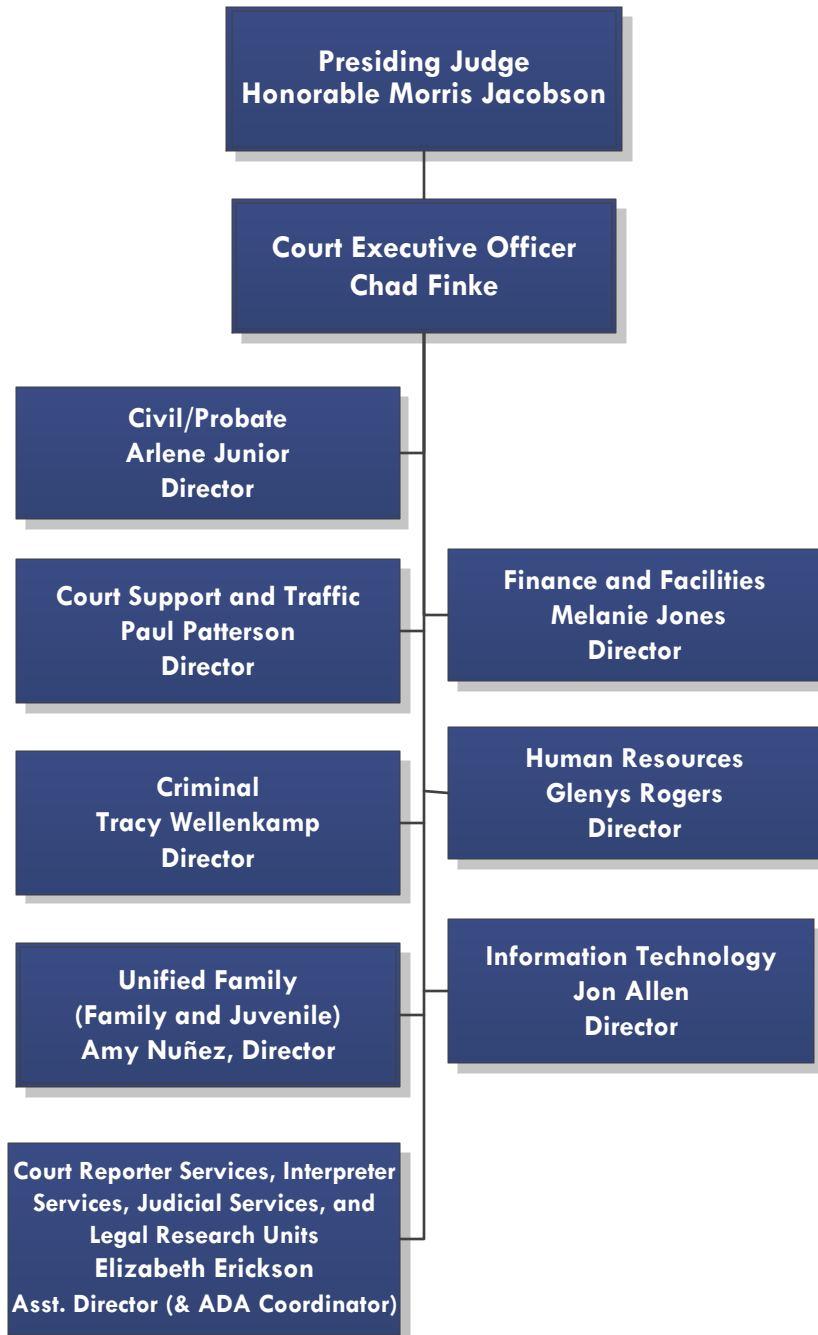 Presiding Judge
Honorable Morris Jacobson
Court Executive Officer
Chad Finke
Civil/Probate
Arlene Junior
Director
Court Support and Traffic
Paul Patterson
Director
Criminal
Tracy Wellenkamp
Director
Unified Family
(Family and Juvenile)
Amy Nuñez, Director
Court Reporter Services, Interpreter
Services, Judicial Services, and
Legal Research Units
Elizabeth Erickson
Asst. Director (& ADA Coordinator)
Finance and Facilities
Melanie Jones
Director
Human Resources
Glenys Rogers
Director
Information Technology
Jon Allen
Director